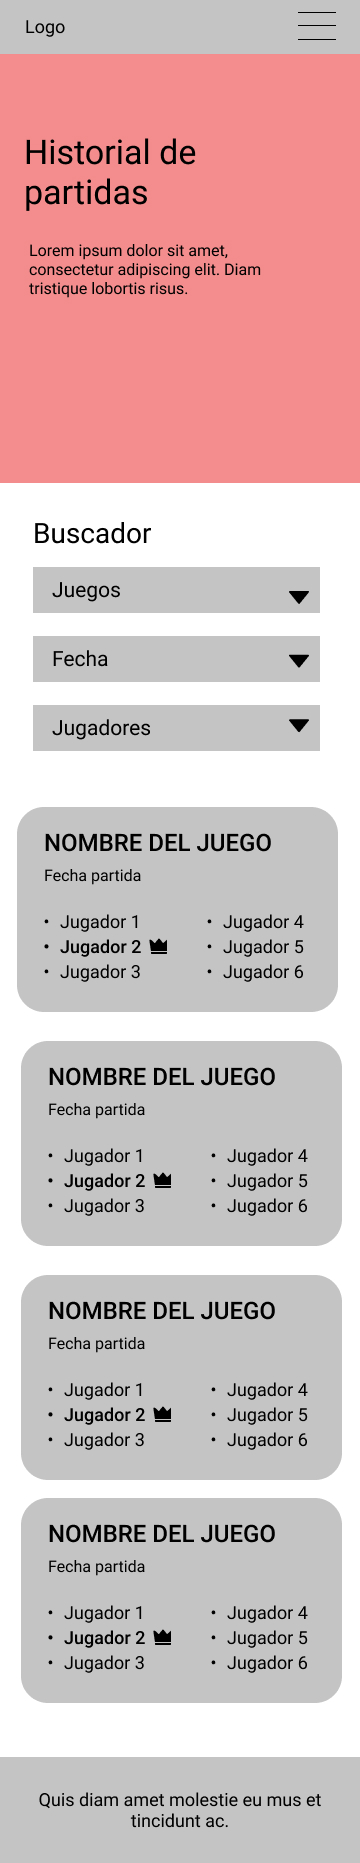 Logo
Historial de
partidas
Lorem ipsum dolor sit amet,
consectetur adipiscing elit. Diam
tristique lobortis risus.
Buscador
Juegos
Fecha
Jugadores
NOMBRE DEL JUEGO
Fecha partida
• Jugador 1
• Jugador 2
• Jugador 3
• Jugador 4
• Jugador 5
• Jugador 6
NOMBRE DEL JUEGO
Fecha partida
• Jugador 1
• Jugador 2
• Jugador 3
• Jugador 4
• Jugador 5
• Jugador 6
NOMBRE DEL JUEGO
Fecha partida
• Jugador 1
• Jugador 2
• Jugador 3
• Jugador 4
• Jugador 5
• Jugador 6
NOMBRE DEL JUEGO
Fecha partida
• Jugador 1
• Jugador 2
• Jugador 3
• Jugador 4
• Jugador 5
• Jugador 6
Quis diam amet molestie eu mus et
tincidunt ac.